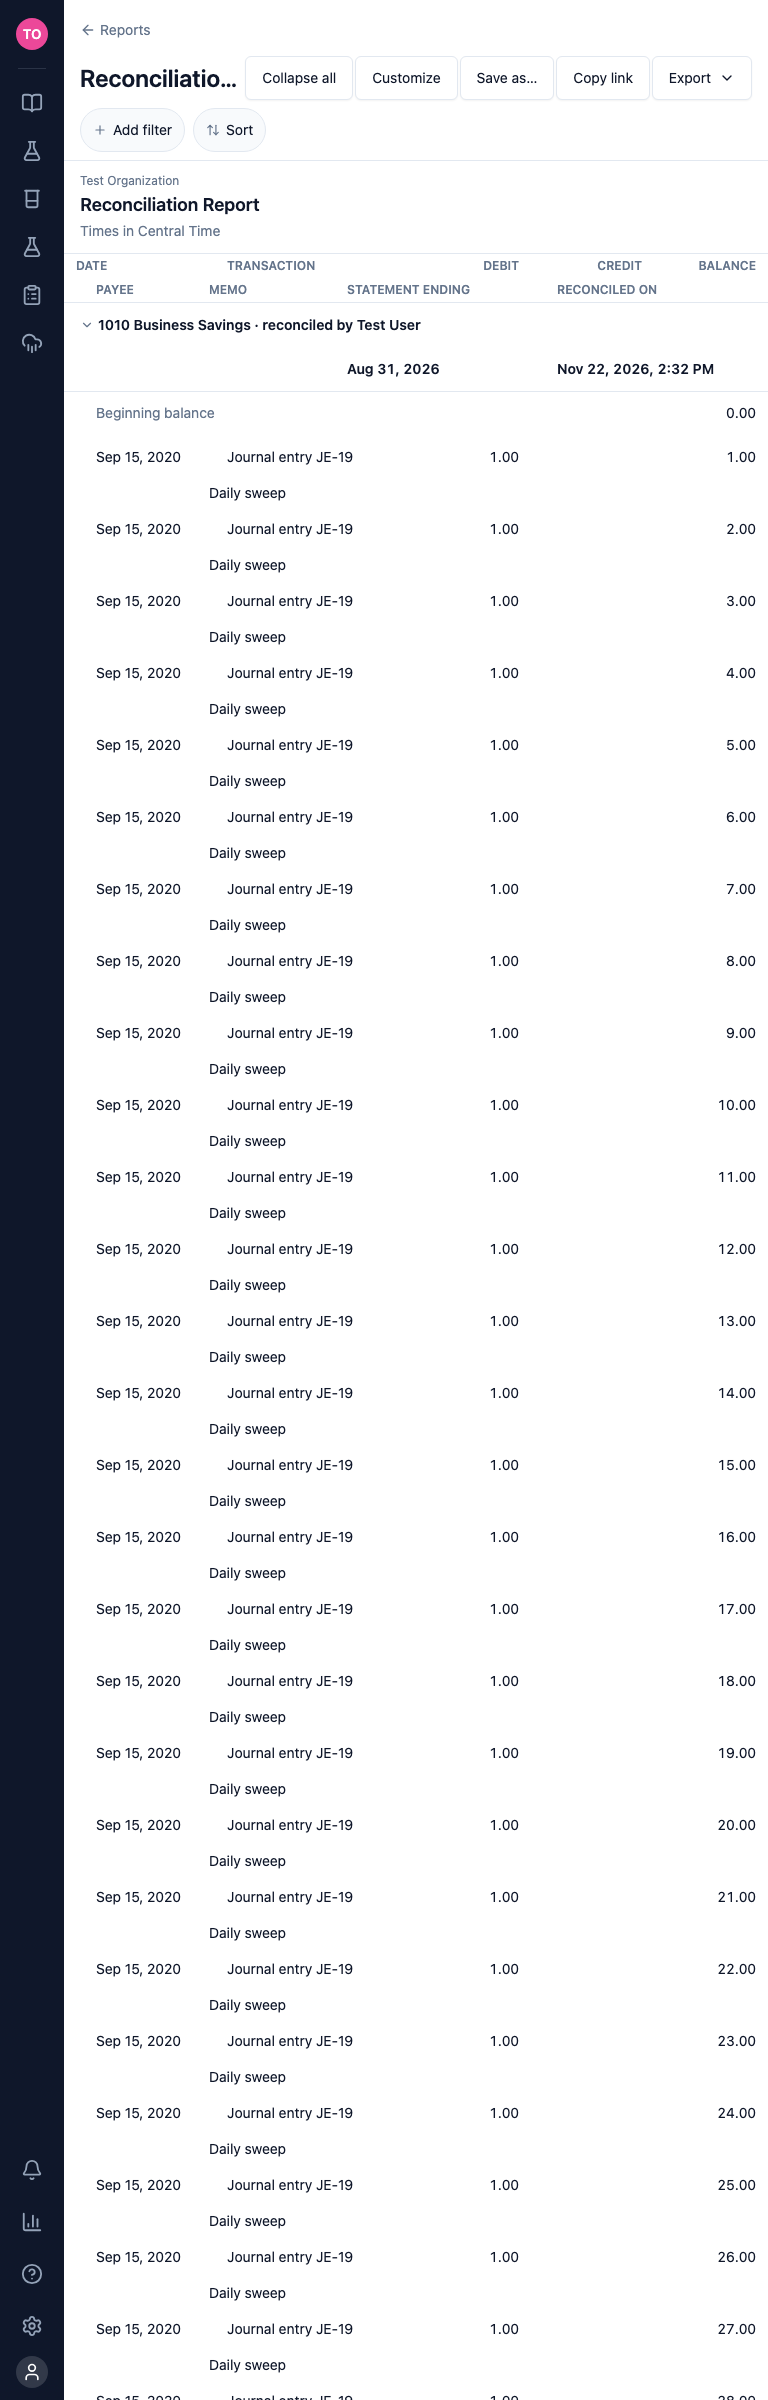 TO
Reports
Reconciliatio...
Collapse all
Customize
Save as...
Copy link
Export
Add filter
Sort
Test Organization
Reconciliation Report
Times in Central Time
DATE TRANSACTION DEBIT CREDIT BALANCE
PAYEE MEMO STATEMENT ENDING RECONCILED ON
1010 Business Savings · reconciled by Test User
Aug 31, 2026 Nov 22, 2026, 2:32 PM
Beginning balance 0.00
Sep 15, 2020 Journal entry JE-19 1.00 1.00
Daily sweep
Sep 15, 2020 Journal entry JE-19 1.00 2.00
Daily sweep
Sep 15, 2020 Journal entry JE-19 1.00 3.00
Daily sweep
Sep 15, 2020 Journal entry JE-19 1.00 4.00
Daily sweep
Sep 15, 2020 Journal entry JE-19 1.00 5.00
Daily sweep
Sep 15, 2020 Journal entry JE-19 1.00 6.00
Daily sweep
Sep 15, 2020 Journal entry JE-19 1.00 7.00
Daily sweep
Sep 15, 2020 Journal entry JE-19 1.00 8.00
Daily sweep
Sep 15, 2020 Journal entry JE-19 1.00 9.00
Daily sweep
Sep 15, 2020 Journal entry JE-19 1.00 10.00
Daily sweep
Sep 15, 2020 Journal entry JE-19 1.00 11.00
Daily sweep
Sep 15, 2020 Journal entry JE-19 1.00 12.00
Daily sweep
Sep 15, 2020 Journal entry JE-19 1.00 13.00
Daily sweep
Sep 15, 2020 Journal entry JE-19 1.00 14.00
Daily sweep
Sep 15, 2020 Journal entry JE-19 1.00 15.00
Daily sweep
Sep 15, 2020 Journal entry JE-19 1.00 16.00
Daily sweep
Sep 15, 2020 Journal entry JE-19 1.00 17.00
Daily sweep
Sep 15, 2020 Journal entry JE-19 1.00 18.00
Daily sweep
Sep 15, 2020 Journal entry JE-19 1.00 19.00
Daily sweep
Sep 15, 2020 Journal entry JE-19 1.00 20.00
Daily sweep
Sep 15, 2020 Journal entry JE-19 1.00 21.00
Daily sweep
Sep 15, 2020 Journal entry JE-19 1.00 22.00
Daily sweep
Sep 15, 2020 Journal entry JE-19 1.00 23.00
Daily sweep
Sep 15, 2020 Journal entry JE-19 1.00 24.00
Daily sweep
Sep 15, 2020 Journal entry JE-19 1.00 25.00
Daily sweep
Sep 15, 2020 Journal entry JE-19 1.00 26.00
Daily sweep
Sep 15, 2020 Journal entry JE-19 1.00 27.00
Daily sweep